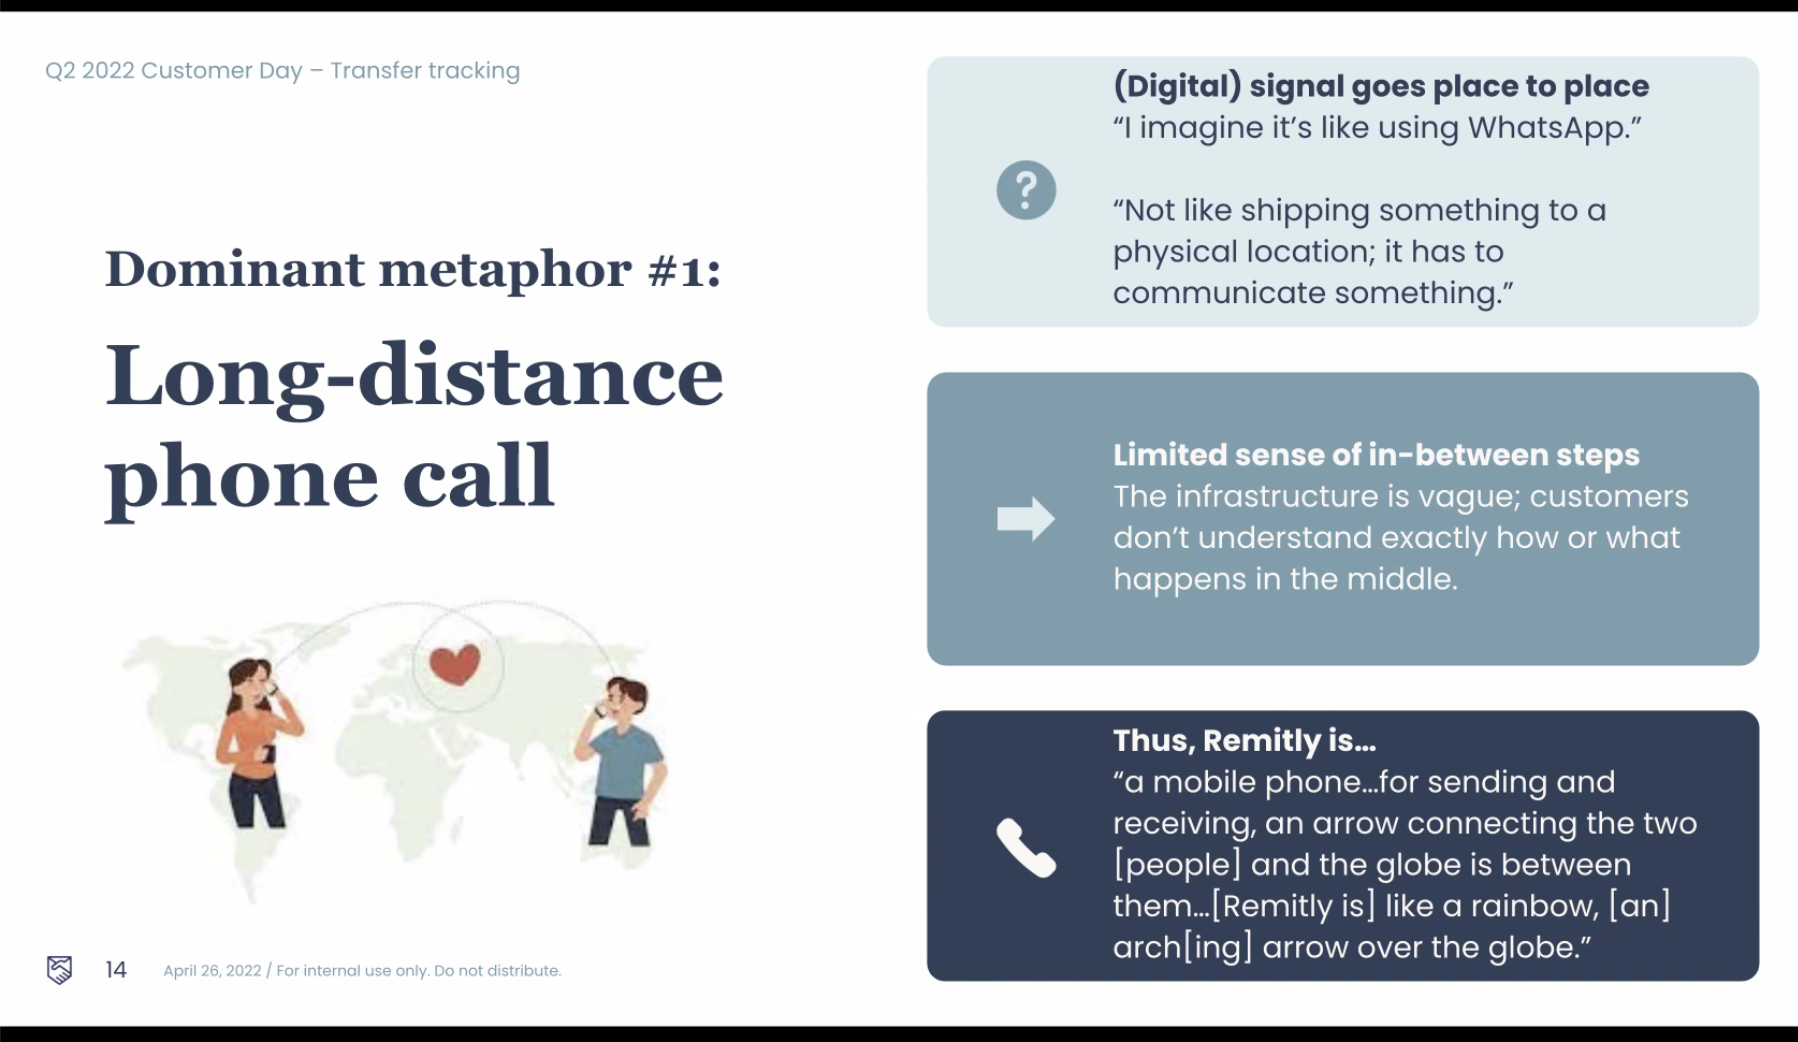 Q2 2022 Customer Day – Transfer tracking
Dominant metaphor #1:
Long-distance
phone call
14
April 26, 2022 / For internal use only. Do not distribute.
(Digital) signal goes place to place
“I imagine it’s like using WhatsApp.”
“Not like shipping something to a
physical location; it has to
communicate something.”
Limited sense of in-between steps
The infrastructure is vague; customers
don’t understand exactly how or what
happens in the middle.
Thus, Remitly is…
“a mobile phone…for sending and
receiving, an arrow connecting the two
[people] and the globe is between
them…[Remitly is] like a rainbow, [an]
arch[ing] arrow over the globe.”